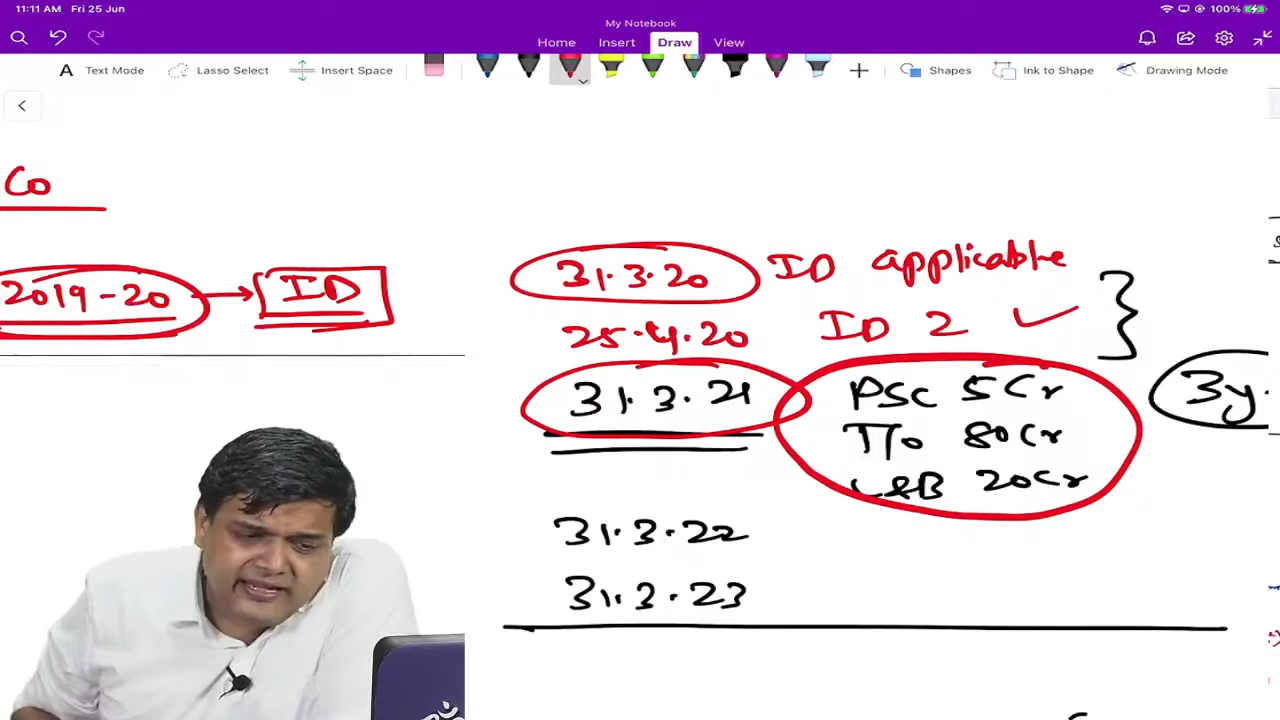 11:11 AM Fri 25 Jun
100%
My Notebook
Home Insert Draw View
A Text Mode Lasso Select Insert Space Shapes Ink to Shape Drawing Mode
Co
2019-20 → ID
31.3.20 ID applicable
25.4.20 ID 2 ✓
31.3.21 PSC 5Cr 3y.
T/o 80Cr
L&B 20Cr
31.3.22
31.3.23